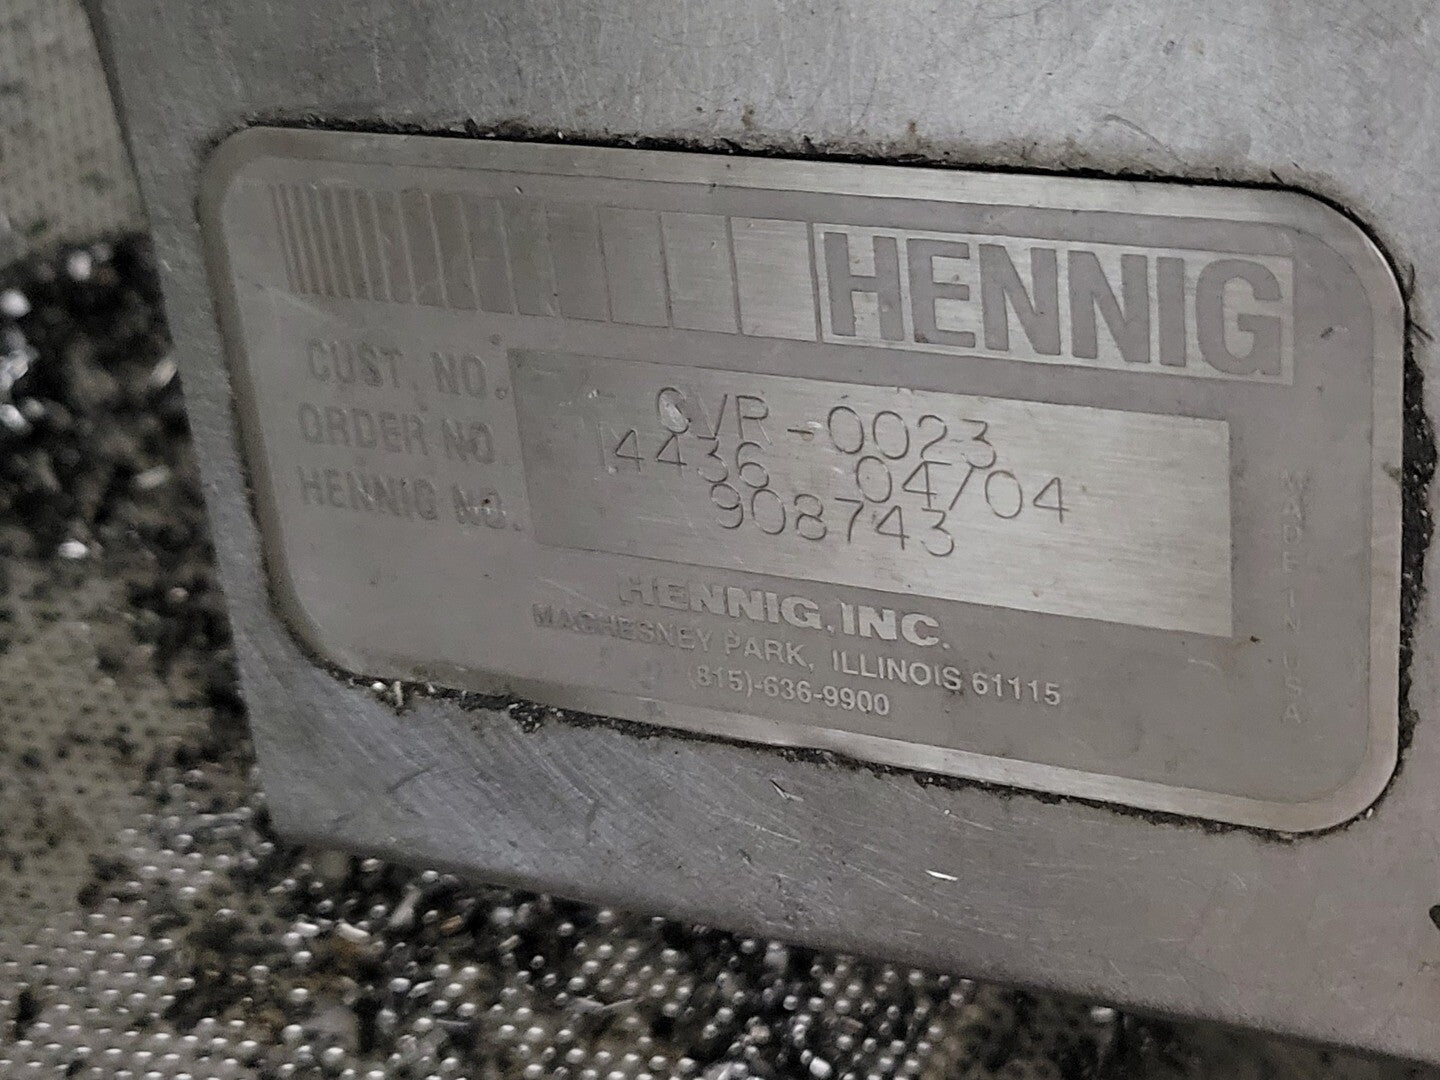 HENNIG
CUST. NO. CVR-0023
ORDER NO 14436 04/04
HENNIG NO. 908743
HENNIG, INC.
MACHESNEY PARK, ILLINOIS 61115
(815)-636-9900
MADE IN USA